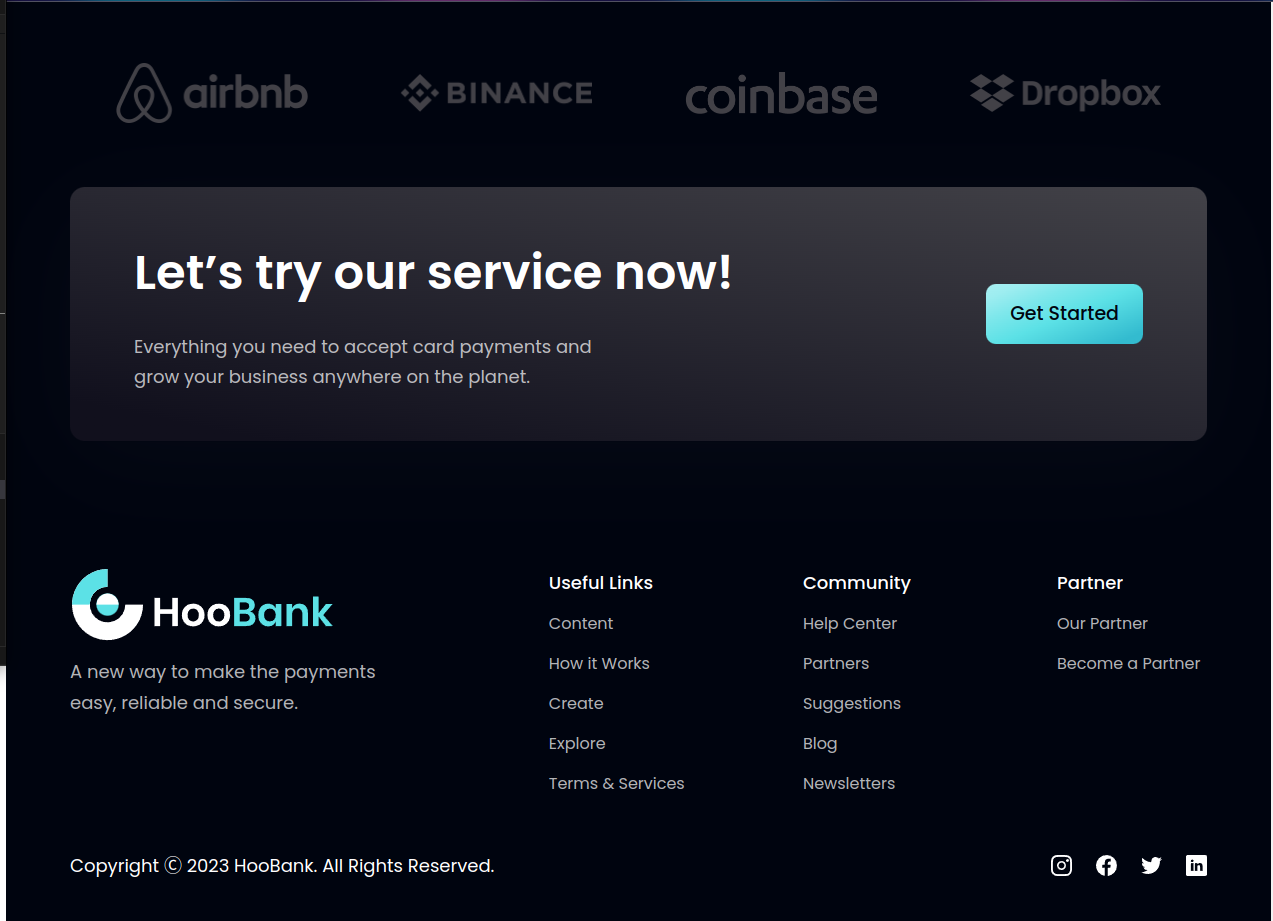 airbnb
BINANCE
coinbase
Dropbox
Let’s try our service now!
Everything you need to accept card payments and
grow your business anywhere on the planet.
Get Started
HooBank
A new way to make the payments
easy, reliable and secure.
Useful Links
Content
How it Works
Create
Explore
Terms & Services
Community
Help Center
Partners
Suggestions
Blog
Newsletters
Partner
Our Partner
Become a Partner
Copyright Ⓒ 2023 HooBank. All Rights Reserved.
in